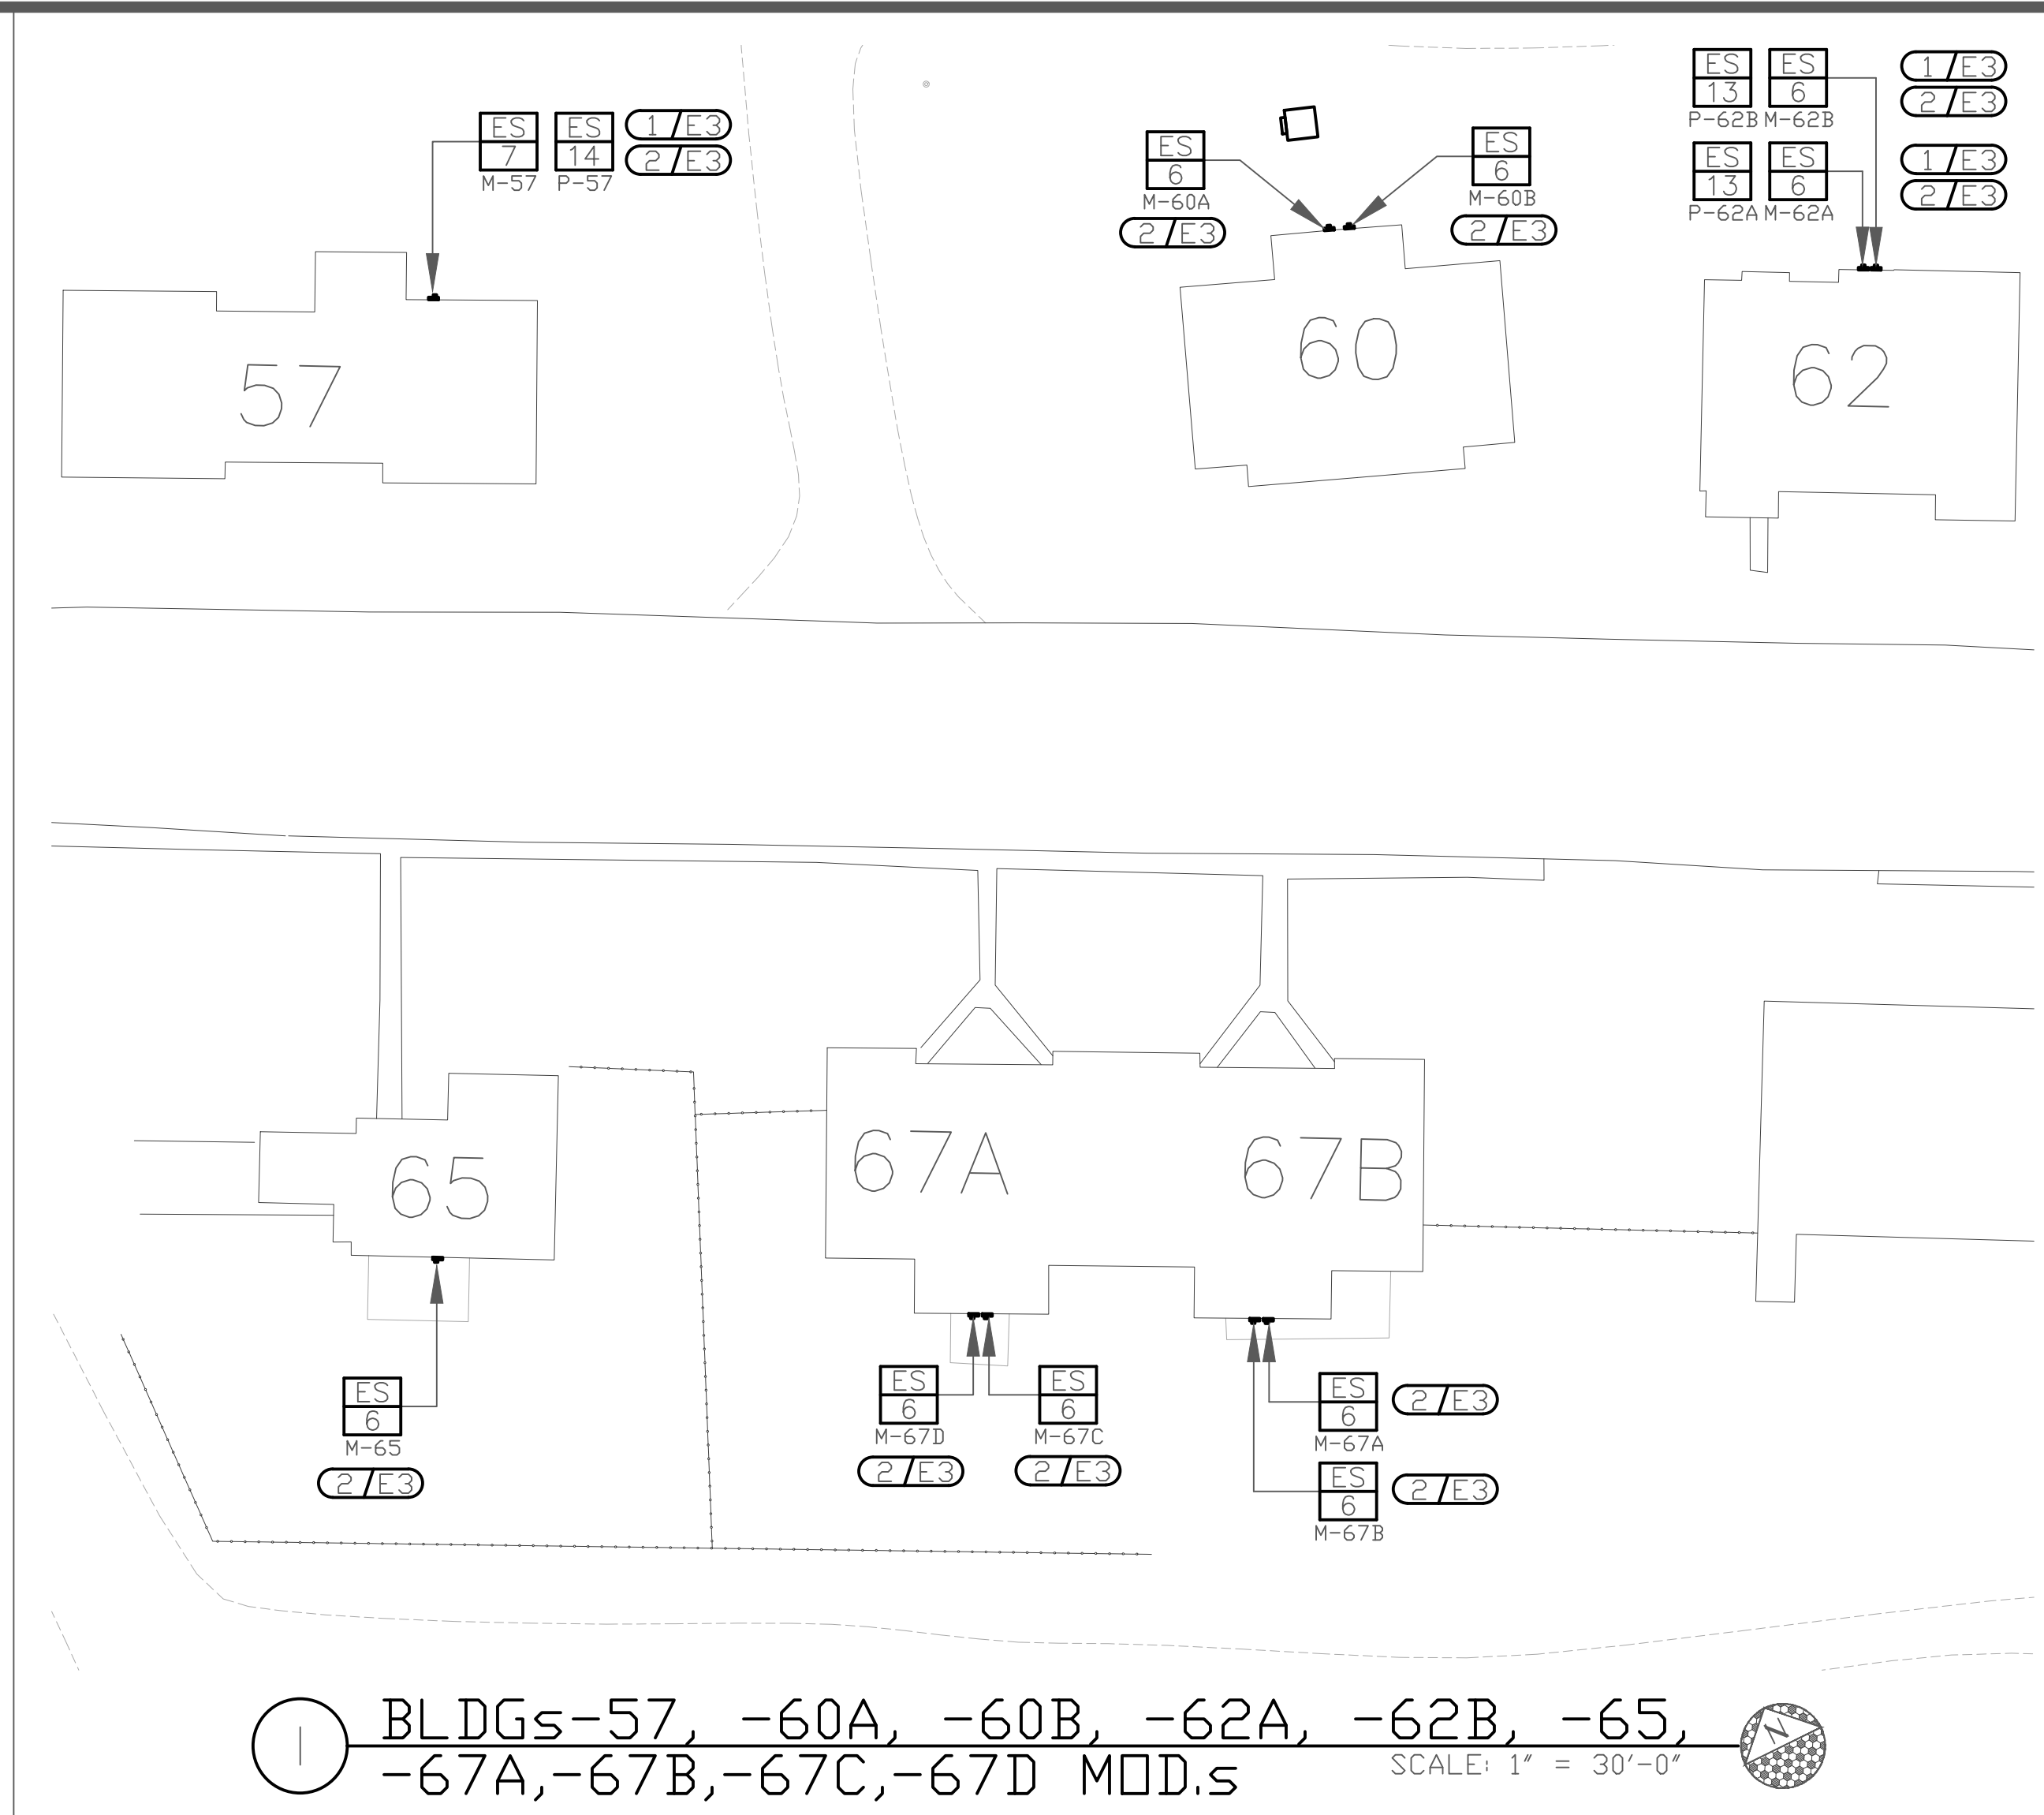 ES
7
M-57
ES
14
P-57
1/E3
2/E3
ES
6
M-60A
2/E3
ES
6
M-60B
2/E3
ES
13
P-62B
ES
6
M-62B
1/E3
2/E3
ES
13
P-62A
ES
6
M-62A
1/E3
2/E3
57
60
62
65
67A
67B
ES
6
M-65
2/E3
ES
6
M-67D
2/E3
ES
6
M-67C
2/E3
ES
6
M-67A
2/E3
ES
6
M-67B
2/E3
1
BLDGs-57, -60A, -60B, -62A, -62B, -65,
-67A,-67B,-67C,-67D MOD.s
SCALE: 1" = 30'-0"
N